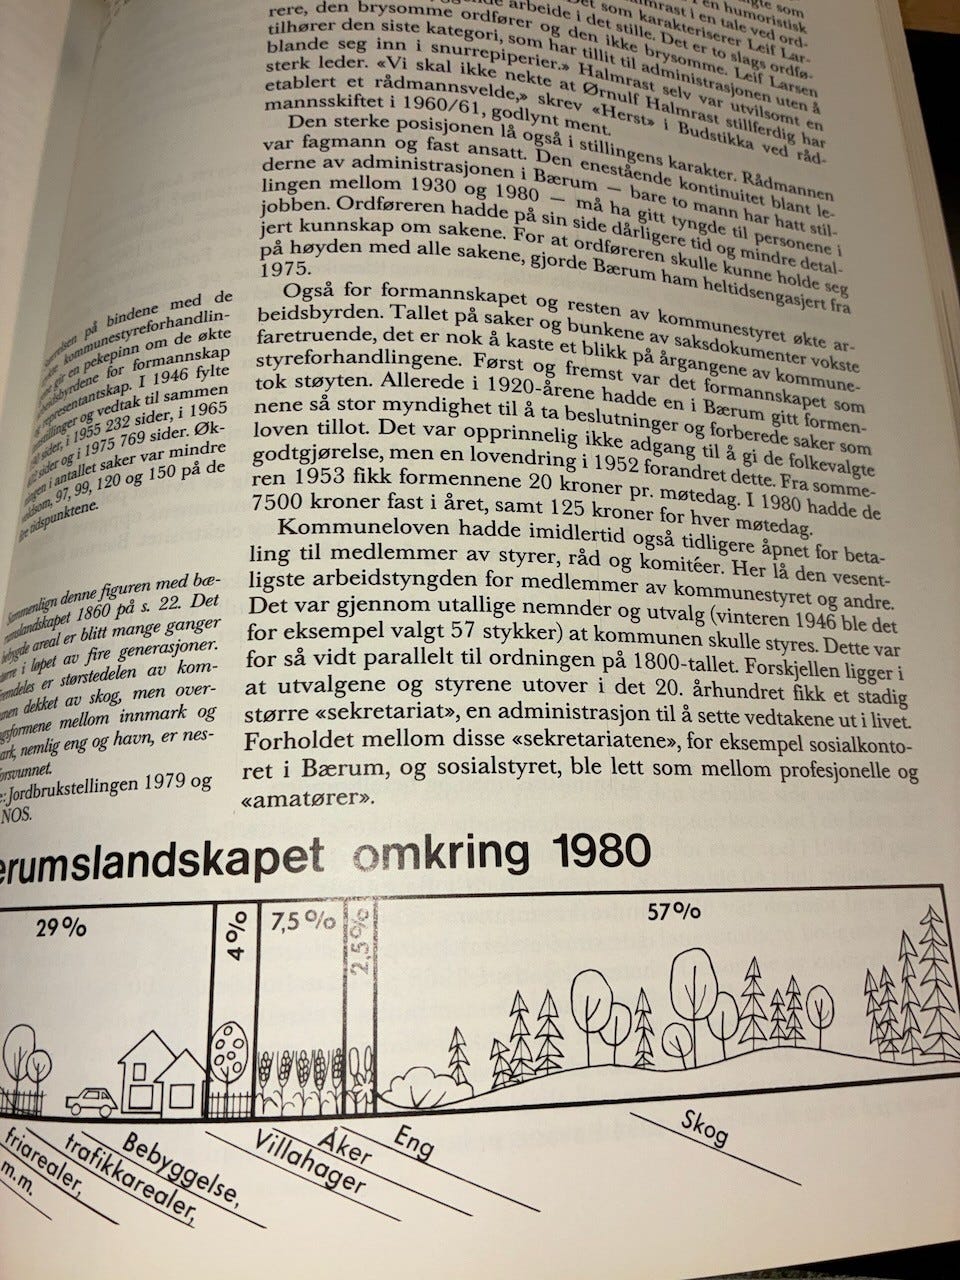 rere, den brysomme ordfører og den ikke brysomme. Leif Larsen
tilhører den siste kategori, som har tillit til administrasjonen uten å
blande seg inn i snurrepiperier.» Halmrast selv var utvilsomt en
sterk leder. «Vi skal ikke nekte at Ørnulf Halmrast stillferdig har
etablert et rådmannsvelde,» skrev «Herst» i Budstikka ved råd-
mannsskiftet i 1960/61, godlynt ment.
Den sterke posisjonen lå også i stillingens karakter. Rådmannen
var fagmann og fast ansatt. Den enestående kontinuitet blant le-
derne av administrasjonen i Bærum — bare to mann har hatt stil-
lingen mellom 1930 og 1980 — må ha gitt tyngde til personene i
jobben. Ordføreren hadde på sin side dårligere tid og mindre detal-
jert kunnskap om sakene. For at ordføreren skulle kunne holde seg
på høyden med alle sakene, gjorde Bærum ham heltidsengasjert fra
1975.
Også for formannskapet og resten av kommunestyret økte ar-
beidsbyrden. Tallet på saker og bunkene av saksdokumenter vokste
faretruende, det er nok å kaste et blikk på årgangene av kommune-
styreforhandlingene. Først og fremst var det formannskapet som
tok støyten. Allerede i 1920-årene hadde en i Bærum gitt formen-
nene så stor myndighet til å ta beslutninger og forberede saker som
loven tillot. Det var opprinnelig ikke adgang til å gi de folkevalgte
godtgjørelse, men en lovendring i 1952 forandret dette. Fra somme-
ren 1953 fikk formennene 20 kroner pr. møtedag. I 1980 hadde de
7500 kroner fast i året, samt 125 kroner for hver møtedag.
Kommuneloven hadde imidlertid også tidligere åpnet for beta-
ling til medlemmer av styrer, råd og komitéer. Her lå den vesent-
ligste arbeidstyngden for medlemmer av kommunestyret og andre.
Det var gjennom utallige nemnder og utvalg (vinteren 1946 ble det
for eksempel valgt 57 stykker) at kommunen skulle styres. Dette var
for så vidt parallelt til ordningen på 1800-tallet. Forskjellen ligger i
at utvalgene og styrene utover i det 20. århundret fikk et stadig
større «sekretariat», en administrasjon til å sette vedtakene ut i livet.
Forholdet mellom disse «sekretariatene», for eksempel sosialkonto-
ret i Bærum, og sosialstyret, ble lett som mellom profesjonelle og
«amatører».
på bindene med de
kommunestyreforhandlin-
gir en pekepinn om de økte
for formannskap
representantskap. I 1946 fylte
og vedtak til sammen
sider, i 1955 232 sider, i 1965
sider og i 1975 769 sider. Øk-
i antallet saker var mindre
97, 99, 120 og 150 på de
tidspunktene.
Sammenlign denne figuren med bæ-
rumslandskapet 1860 på s. 22. Det
bebygde areal er blitt mange ganger
i løpet av fire generasjoner.
er størstedelen av kom-
dekket av skog, men over-
mellom innmark og
nemlig eng og havn, er nes-
Jordbrukstellingen 1979 og
NOS.
erumslandskapet omkring 1980
29% 4% 7,5% 2,5% 57%
friarealer, trafikkarealer, Bebyggelse, Villahager Åker Eng Skog
m.m.